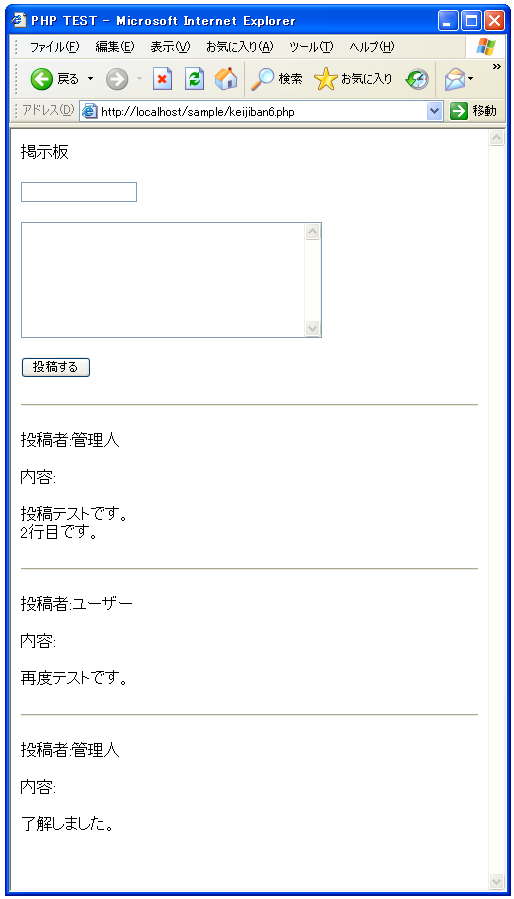 PHP TEST - Microsoft Internet Explorer
ファイル(F) 編集(E) 表示(V) お気に入り(A) ツール(T) ヘルプ(H)
戻る 検索 お気に入り »
アドレス(D) http://localhost/sample/keijiban6.php 移動
掲示板
投稿する
投稿者:管理人
内容:
投稿テストです。
2行目です。
投稿者:ユーザー
内容:
再度テストです。
投稿者:管理人
内容:
了解しました。